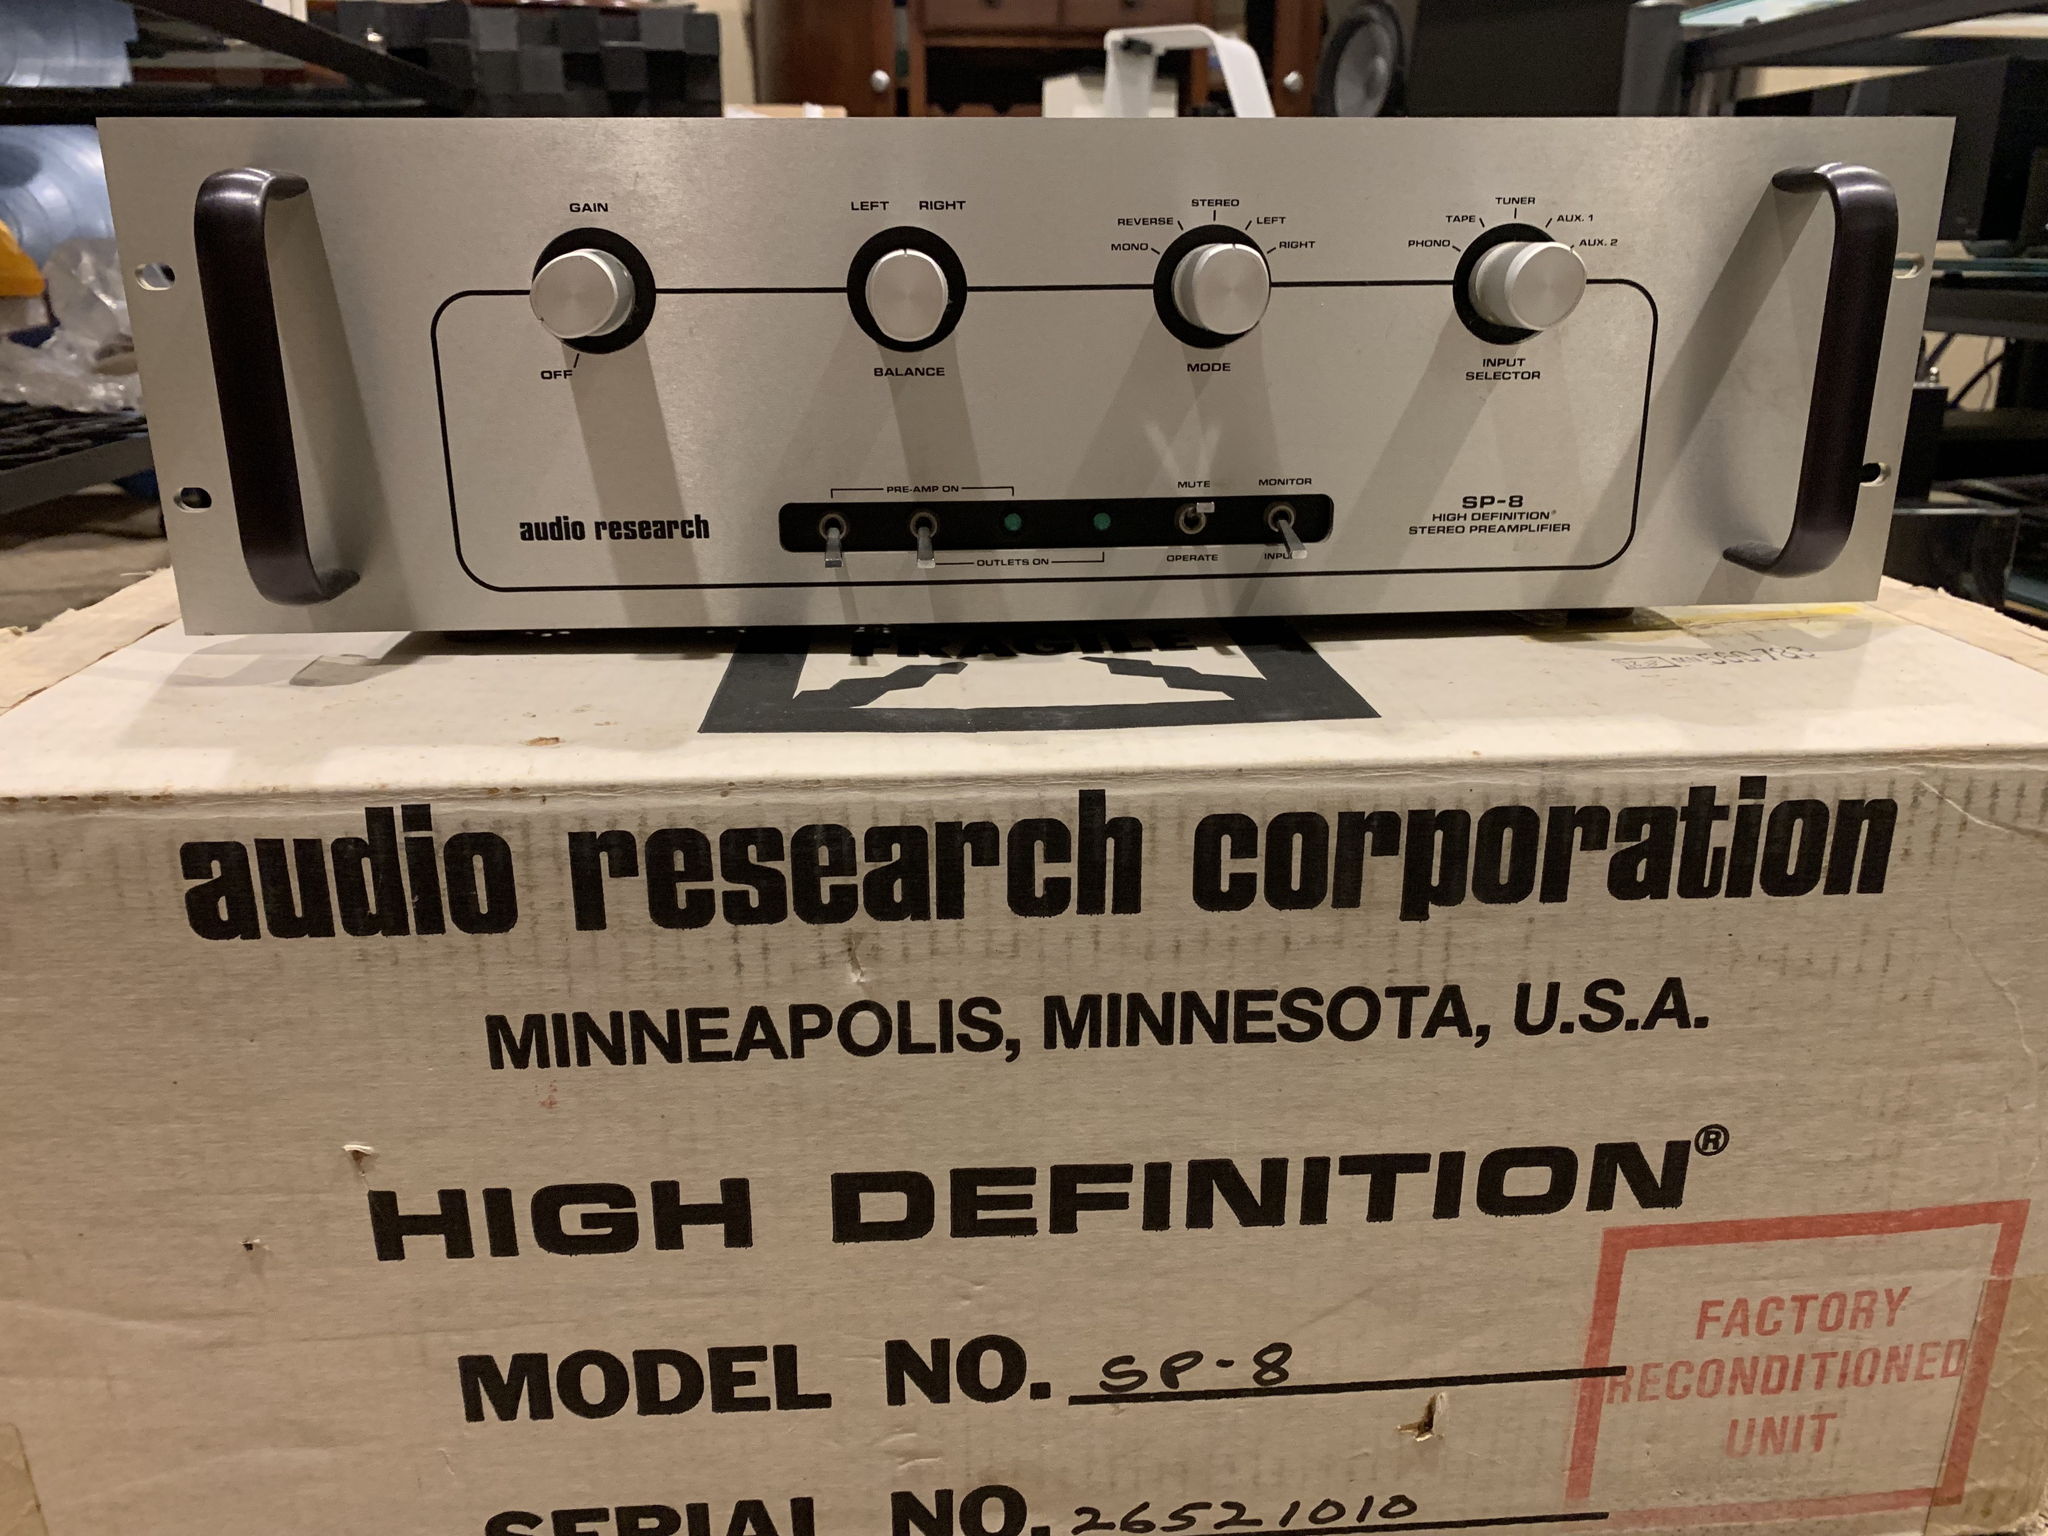 GAIN
LEFT RIGHT
REVERSE STEREO LEFT
MONO RIGHT
TAPE TUNER AUX. 1
PHONO AUX. 2
OFF
BALANCE
MODE
INPUT
SELECTOR
PRE-AMP ON
MUTE
MONITOR
audio research
OUTLETS ON
OPERATE
SP-8
HIGH DEFINITION®
STEREO PREAMPLIFIER
FRAGILE
audio research corporation
MINNEAPOLIS, MINNESOTA, U.S.A.
HIGH DEFINITION®
MODEL NO. SP-8
FACTORY
RECONDITIONED
UNIT
SERIAL NO. 26521010